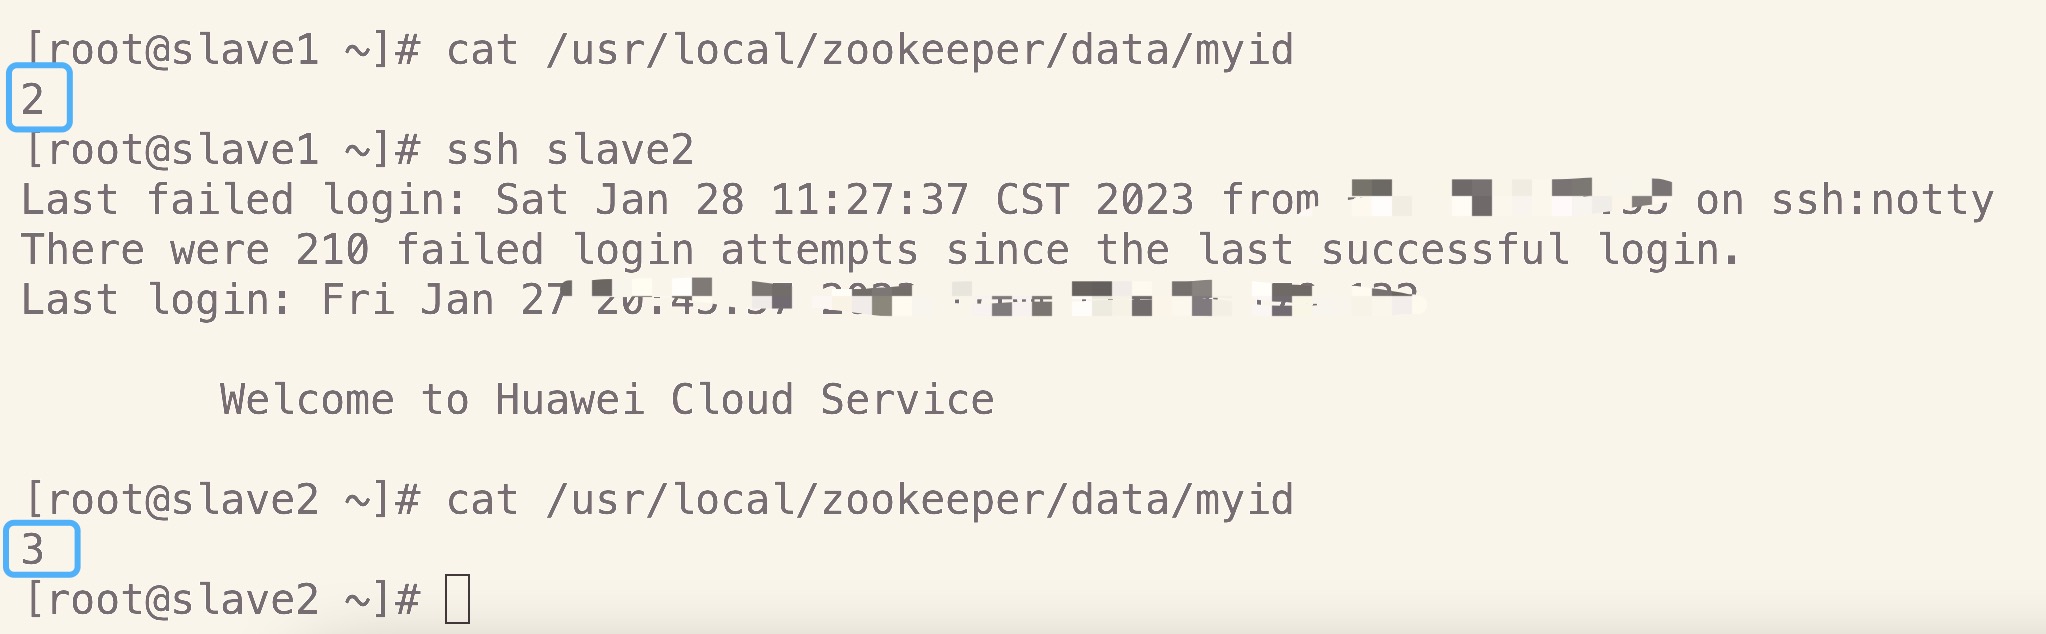 [root@slave1 ~]# cat /usr/local/zookeeper/data/myid
2
[root@slave1 ~]# ssh slave2
Last failed login: Sat Jan 28 11:27:37 CST 2023 from on ssh:notty
There were 210 failed login attempts since the last successful login.
Last login: Fri Jan 27
Welcome to Huawei Cloud Service
[root@slave2 ~]# cat /usr/local/zookeeper/data/myid
3
[root@slave2 ~]#